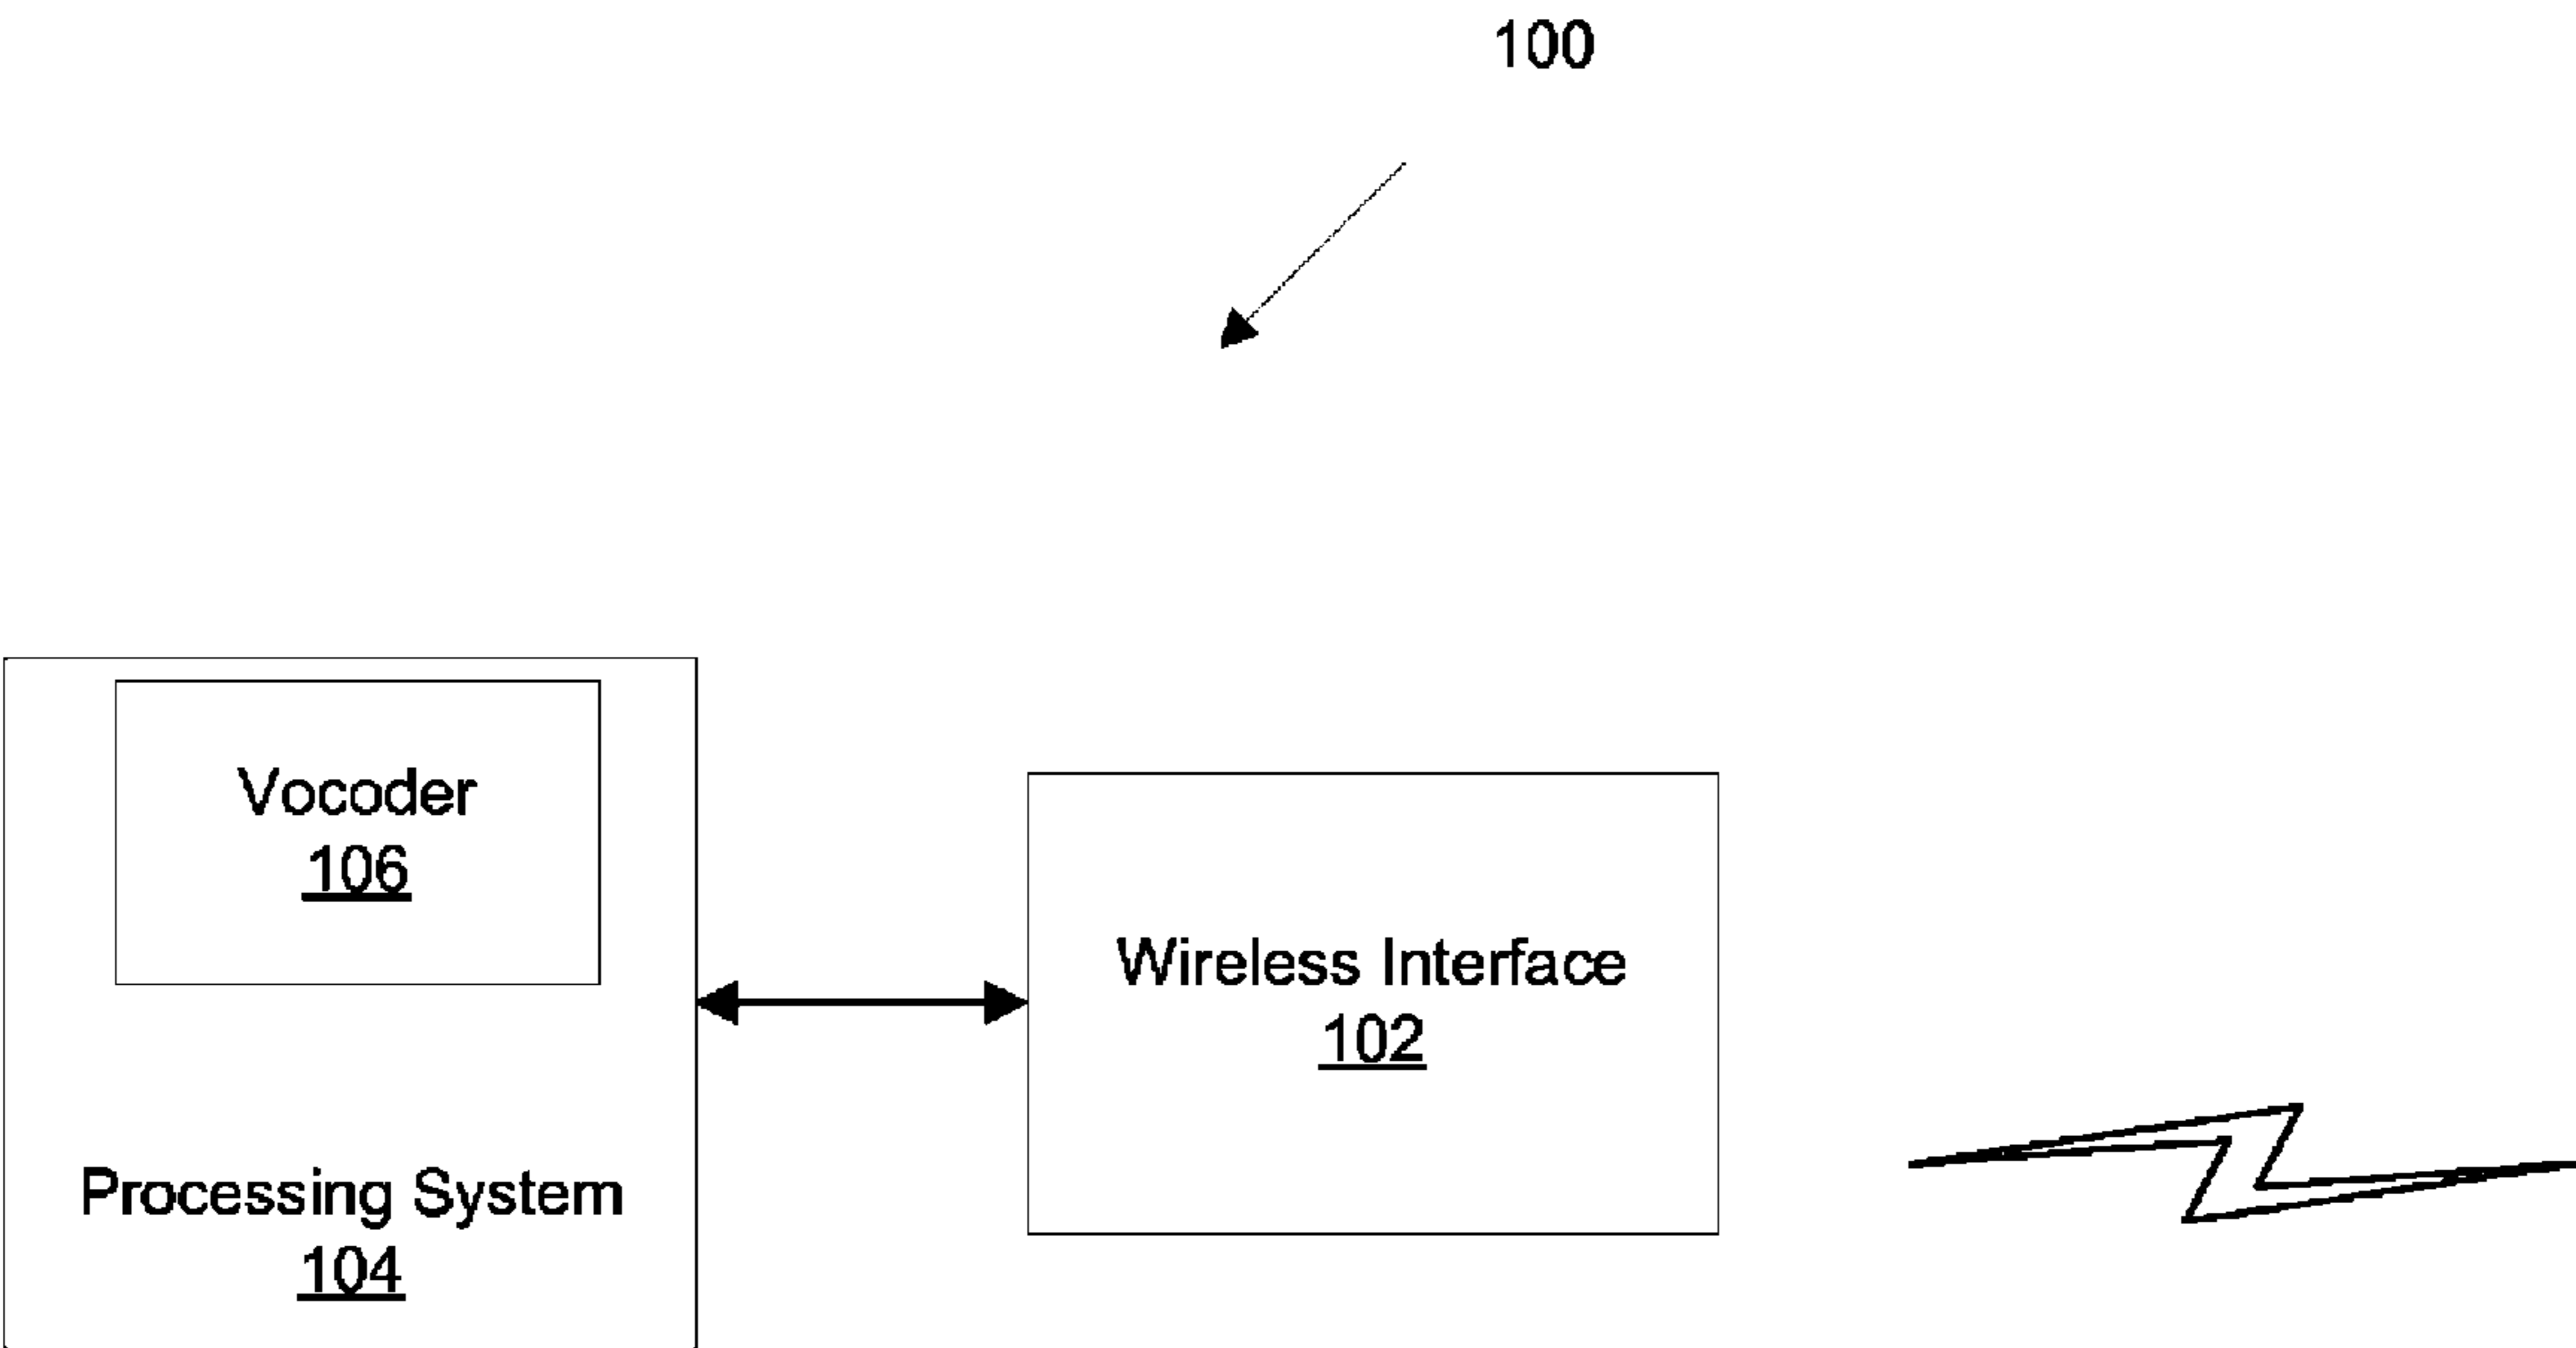 100
Vocoder
106
Wireless Interface
102
Processing System
104